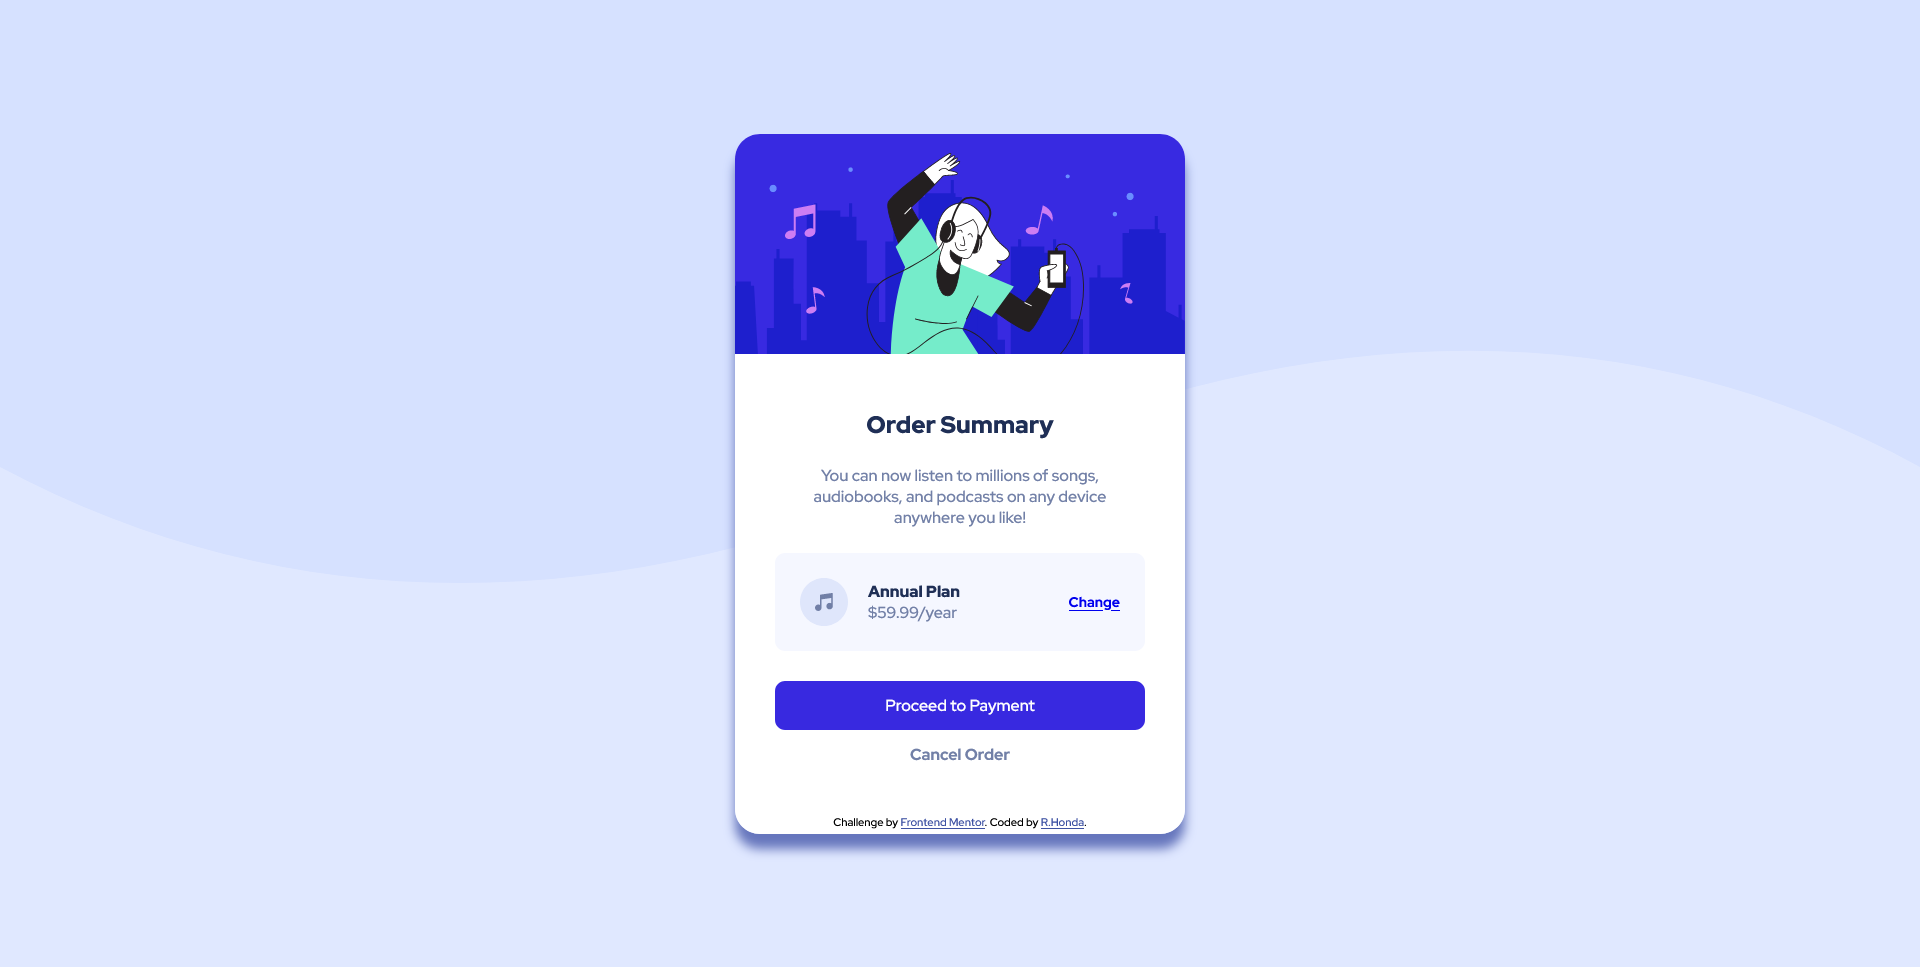 Order Summary
You can now listen to millions of songs,
audiobooks, and podcasts on any device
anywhere you like!
Annual Plan
$59.99/year
Change
Proceed to Payment
Cancel Order
Challenge by Frontend Mentor. Coded by R.Honda.